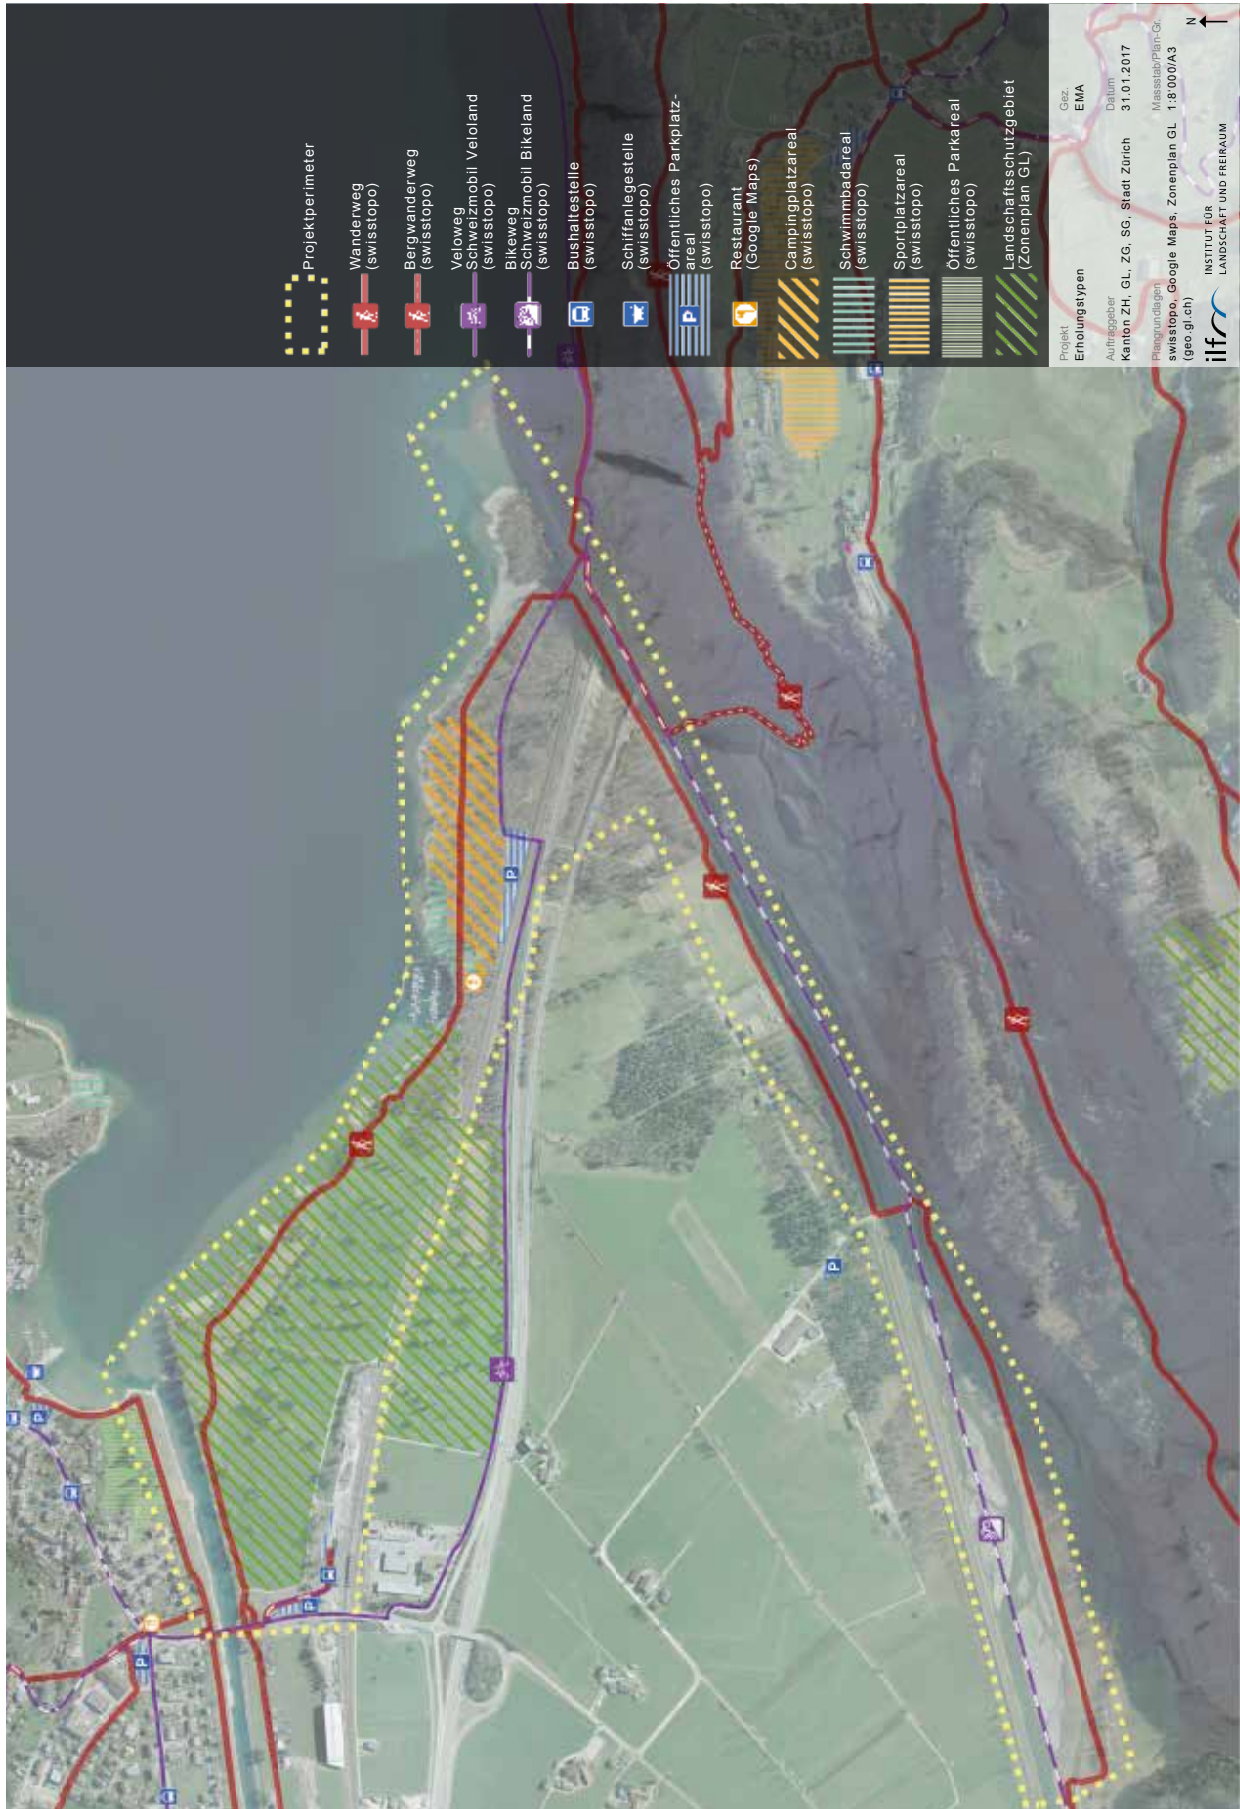 Projektperimeter
Wanderweg
(swisstopo)
Bergwanderweg
(swisstopo)
Veloweg
Schweizmobil Veloland
(swisstopo)
Bikeweg
Schweizmobil Bikeland
(swisstopo)
Bushaltestelle
(swisstopo)
Schiffanlegestelle
(swisstopo)
P
Öffentliches Parkplatz-
areal
(swisstopo)
Restaurant
(Google Maps)
Campingplatzareal
(swisstopo)
Schwimmbadareal
(swisstopo)
Sportplatzareal
(swisstopo)
Öffentliches Parkareal
(swisstopo)
Landschaftsschutzgebiet
(Zonenplan GL)
Projekt
Erholungstypen
Gez.
EMA
Auftraggeber
Kanton ZH, GL, ZG, SG, Stadt Zürich
Datum
31.01.2017
Plangrundlagen
swisstopo, Google Maps, Zonenplan GL
(geo.gl.ch)
Massstab/Plan-Gr.
1:8'000/A3
N
ilf
INSTITUT FÜR
LANDSCHAFT UND FREIRAUM
P
P
P
P
P